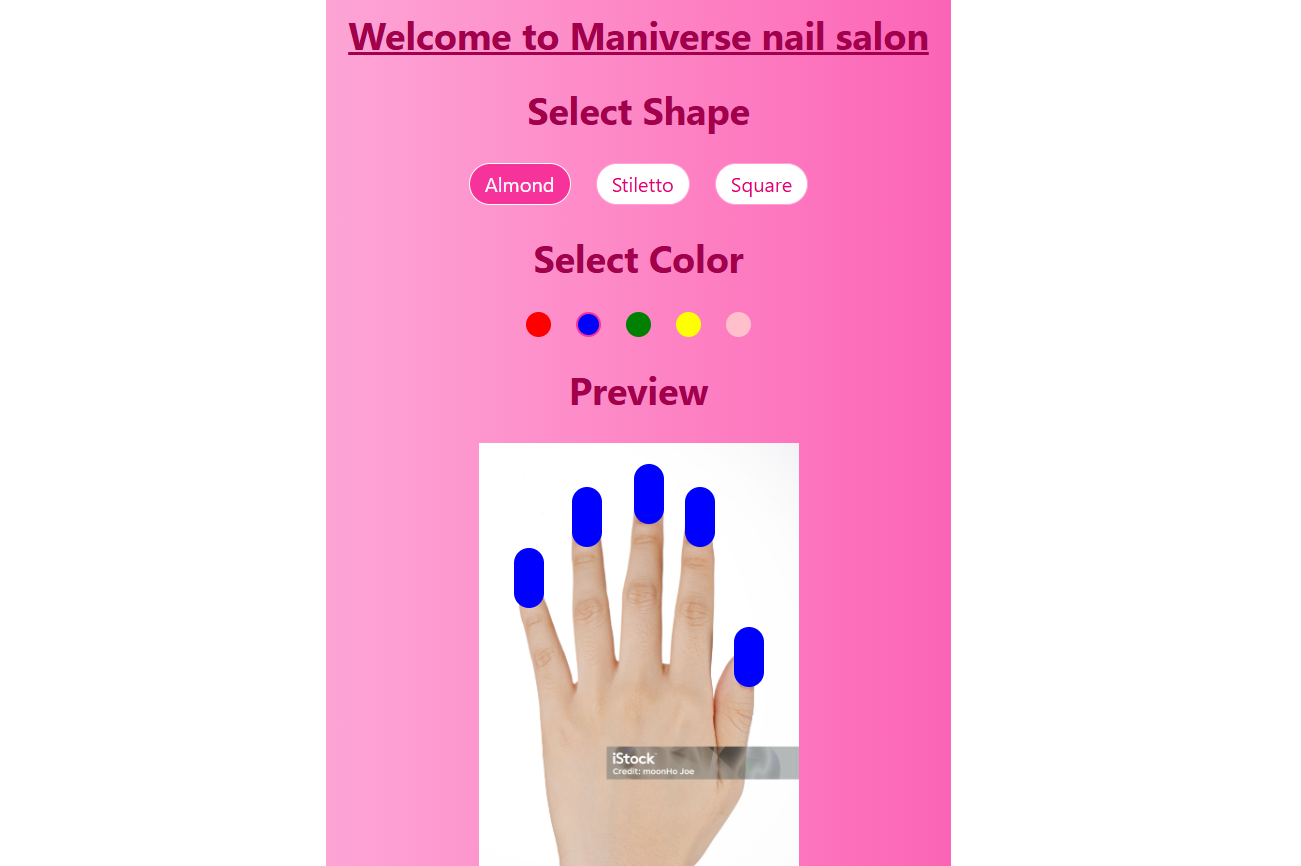 Welcome to Maniverse nail salon
Select Shape
Almond Stiletto Square
Select Color
Preview
iStock
Credit: moonHo Joe